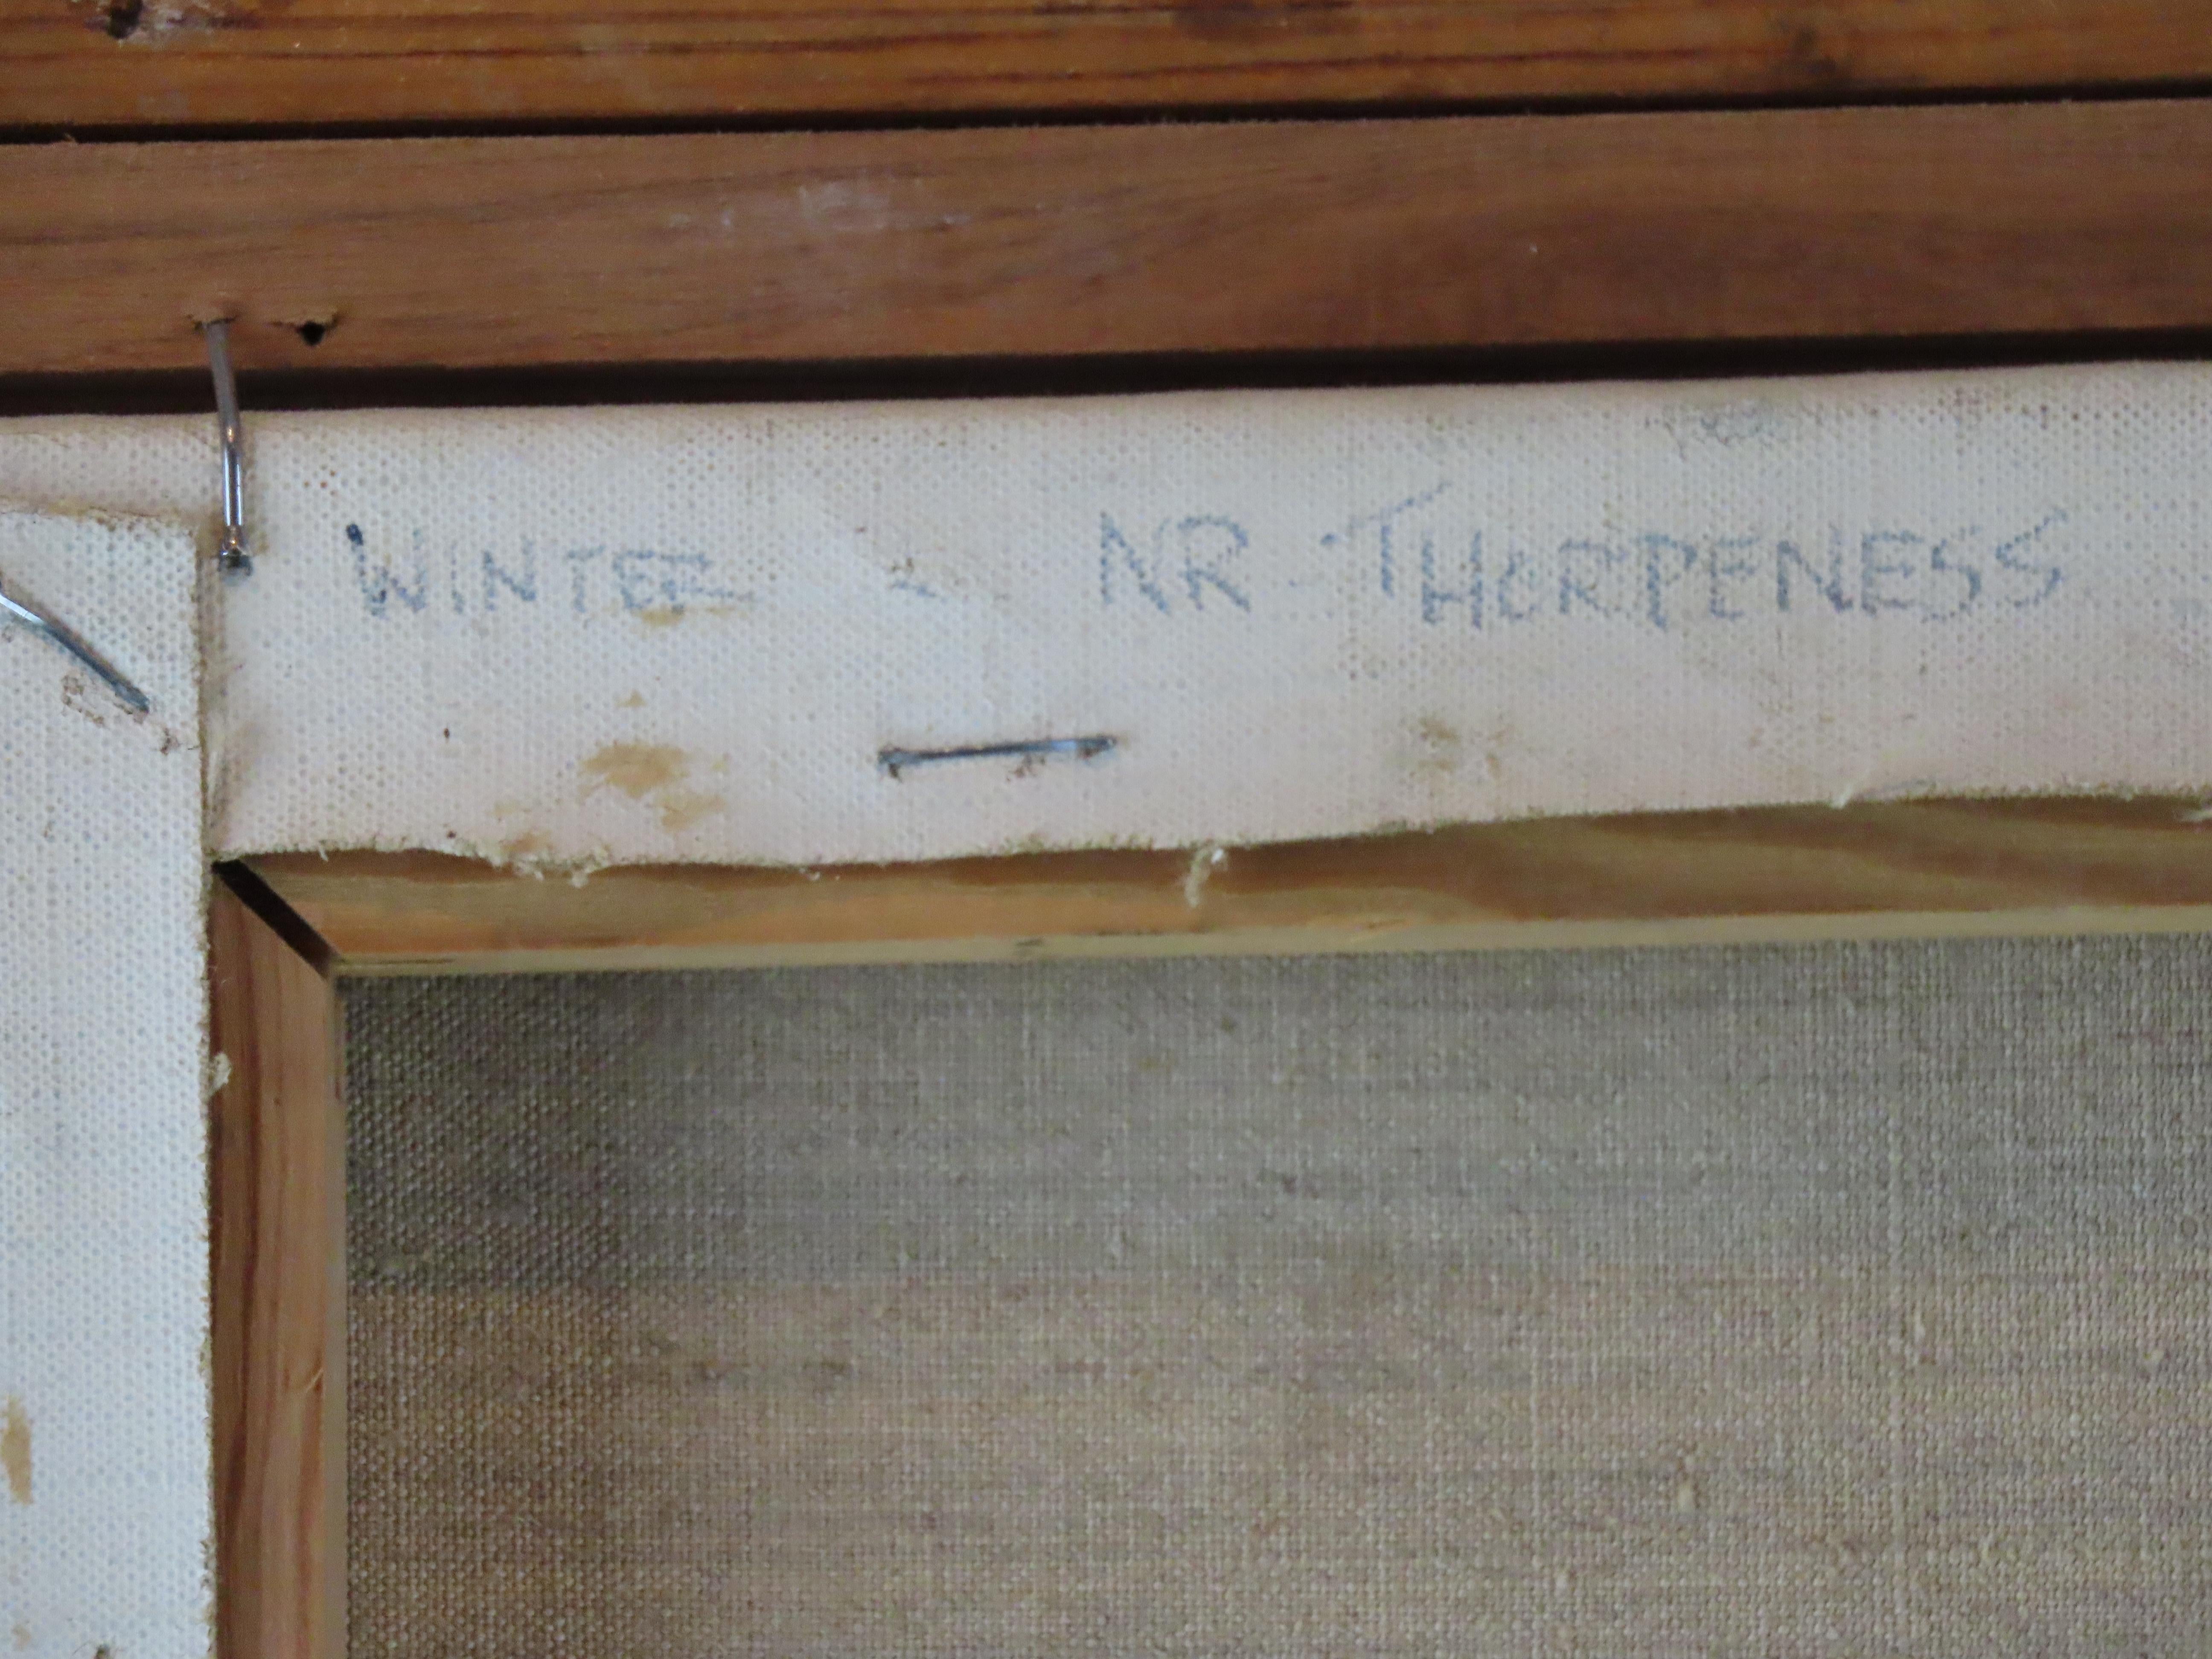 WINTER - NR THORPENESS